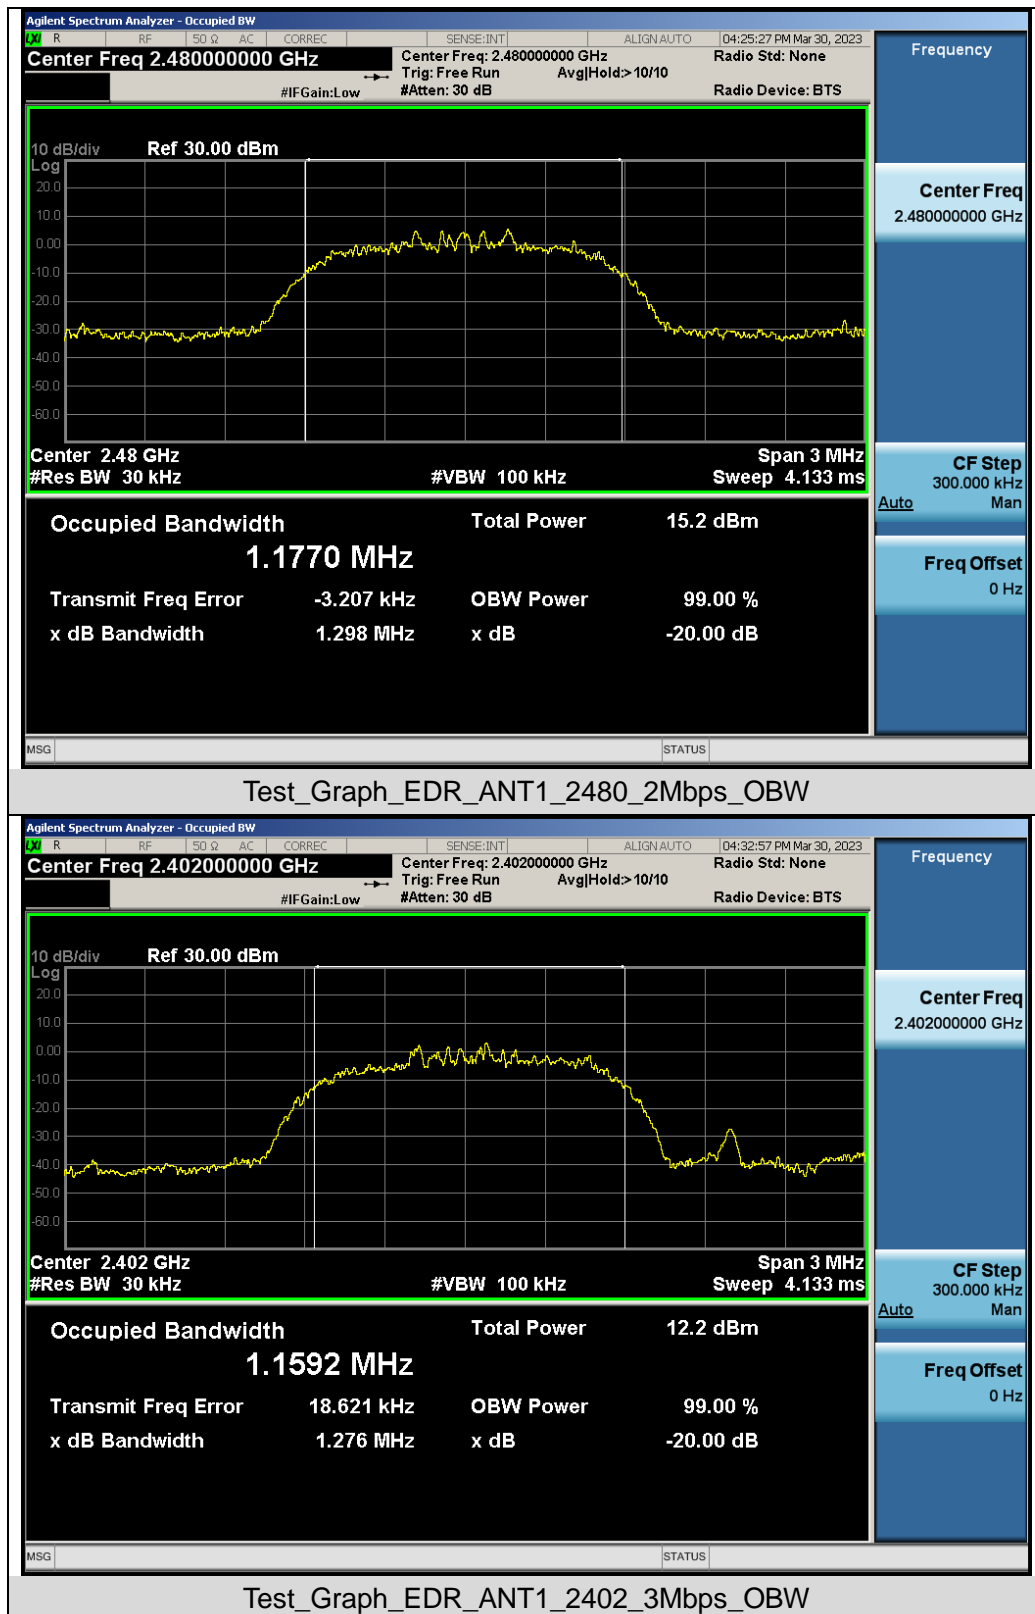 Agilent Spectrum Analyzer - Occupied BW
LXI R RF 50 Ω AC CORREC SENSE:INT ALIGN AUTO 04:25:27 PM Mar 30, 2023
Center Freq 2.480000000 GHz
Center Freq: 2.480000000 GHz
Radio Std: None
Trig: Free Run Avg|Hold:> 10/10
#IFGain:Low
#Atten: 30 dB
Radio Device: BTS
Frequency
10 dB/div Ref 30.00 dBm
Log
20.0
10.0
0.00
-10.0
-20.0
-30.0
-40.0
-50.0
-60.0
Center 2.48 GHz Span 3 MHz
#Res BW 30 kHz #VBW 100 kHz Sweep 4.133 ms
Center Freq
2.480000000 GHz
CF Step
300.000 kHz
Auto Man
Freq Offset
0 Hz
Occupied Bandwidth Total Power 15.2 dBm
1.1770 MHz
Transmit Freq Error -3.207 kHz OBW Power 99.00 %
x dB Bandwidth 1.298 MHz x dB -20.00 dB
MSG STATUS
Test_Graph_EDR_ANT1_2480_2Mbps_OBW
Agilent Spectrum Analyzer - Occupied BW
LXI R RF 50 Ω AC CORREC SENSE:INT ALIGN AUTO 04:32:57 PM Mar 30, 2023
Center Freq 2.402000000 GHz
Center Freq: 2.402000000 GHz
Radio Std: None
Trig: Free Run Avg|Hold:> 10/10
#IFGain:Low
#Atten: 30 dB
Radio Device: BTS
Frequency
10 dB/div Ref 30.00 dBm
Log
20.0
10.0
0.00
-10.0
-20.0
-30.0
-40.0
-50.0
-60.0
Center 2.402 GHz Span 3 MHz
#Res BW 30 kHz #VBW 100 kHz Sweep 4.133 ms
Center Freq
2.402000000 GHz
CF Step
300.000 kHz
Auto Man
Freq Offset
0 Hz
Occupied Bandwidth Total Power 12.2 dBm
1.1592 MHz
Transmit Freq Error 18.621 kHz OBW Power 99.00 %
x dB Bandwidth 1.276 MHz x dB -20.00 dB
MSG STATUS
Test_Graph_EDR_ANT1_2402_3Mbps_OBW